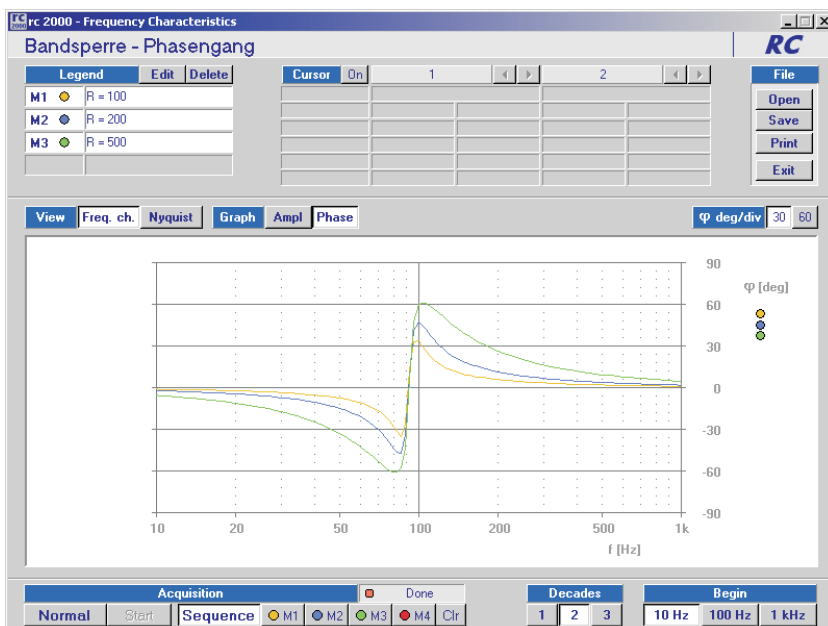 rc 2000 rc 2000 - Frequency Characteristics
Bandsperre - Phasengang
RC
Legend Edit Delete
Cursor On 1 2
File
M1 R = 100
M2 R = 200
M3 R = 500
Open
Save
Print
Exit
View Freq. ch. Nyquist Graph Ampl Phase
φ deg/div 30 60
90
φ [deg]
60
30
0
-30
-60
-90
10 20 50 100 200 500 1k
f [Hz]
Acquisition Done
Decades
Begin
Normal Start Sequence M1 M2 M3 M4 Clr
1 2 3
10 Hz 100 Hz 1 kHz